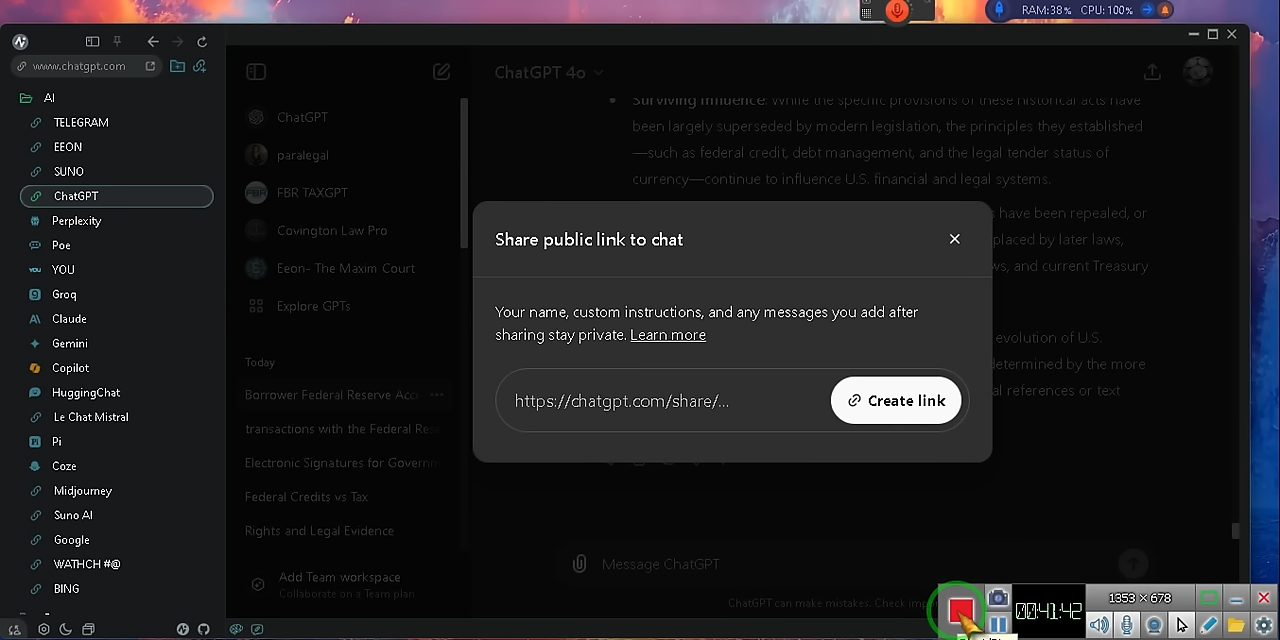 RAM:38% CPU: 100%
www.chatgpt.com
AI
TELEGRAM
EEON
SUNO
ChatGPT
Perplexity
Poe
YOU
Groq
Claude
Gemini
Copilot
HuggingChat
Le Chat Mistral
Pi
Coze
Midjourney
Suno AI
Google
WATHCH #@
BING
ChatGPT
paralegal
FBR TAXGPT
Covington Law Pro
Eeon- The Maxim Court
Explore GPTs
Today
Borrower Federal Reserve Acc
transactions with the Federal Res
Electronic Signatures for Govern
Federal Credits vs Tax
Rights and Legal Evidence
Add Team workspace
Collaborate on a Team plan
ChatGPT 4o
Surviving Influence: While the specific provisions of these historical acts have
been largely superseded by modern legislation, the principles they established
—such as federal credit, debt management, and the legal tender status of
currency—continue to influence U.S. financial and legal systems.
have been repealed, or
placed by later laws,
and current Treasury
evolution of U.S.
determined by the more
al references or text
Share public link to chat
Your name, custom instructions, and any messages you add after
sharing stay private. Learn more
https://chatgpt.com/share/...
Create link
Message ChatGPT
ChatGPT can make mistakes. Check
00:41:42
1353 × 678